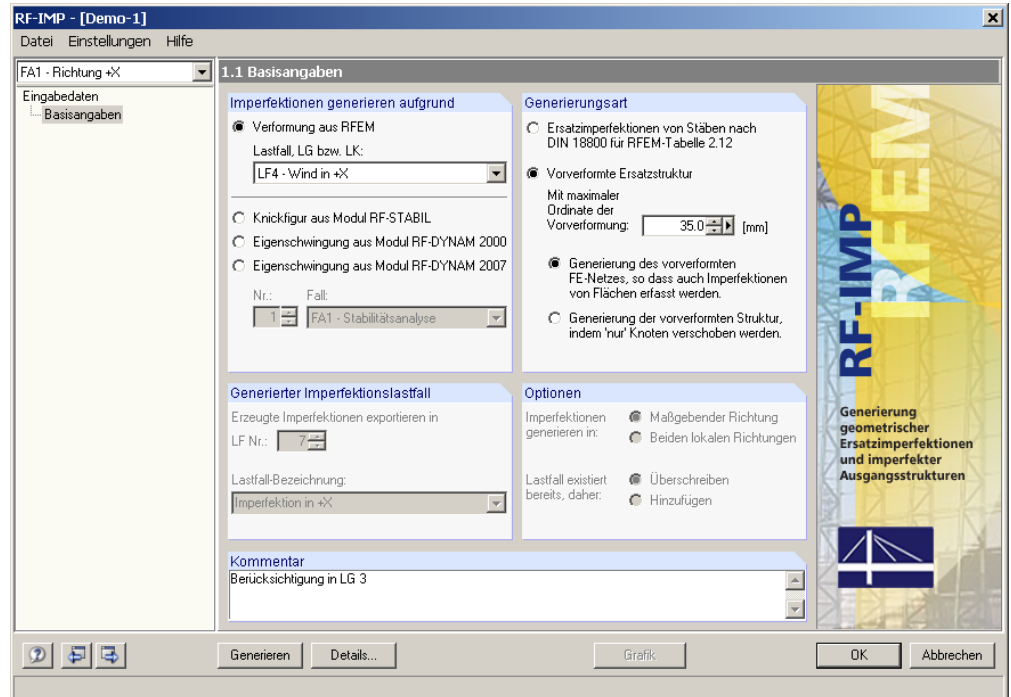 RF-IMP - [Demo-1]
Datei Einstellungen Hilfe
FA1 - Richtung +X
Eingabedaten
Basisangaben
1.1 Basisangaben
Imperfektionen generieren aufgrund
Verformung aus RFEM
Lastfall, LG bzw. LK:
LF4 - Wind in +X
Knickfigur aus Modul RF-STABIL
Eigenschwingung aus Modul RF-DYNAM 2000
Eigenschwingung aus Modul RF-DYNAM 2007
Nr.: Fall:
1 FA1 - Stabilitätsanalyse
Generierungsart
Ersatzimperfektionen von Stäben nach
DIN 18800 für RFEM-Tabelle 2.12
Vorverformte Ersatzstruktur
Mit maximaler
Ordinate der
Vorverformung: 35.0 [mm]
Generierung des vorverformten
FE-Netzes, so dass auch Imperfektionen
von Flächen erfasst werden.
Generierung der vorverformten Struktur,
indem 'nur' Knoten verschoben werden.
Generierter Imperfektionslastfall
Erzeugte Imperfektionen exportieren in
LF Nr.: 7
Lastfall-Bezeichnung:
Imperfektion in +X
Optionen
Imperfektionen
generieren in:
Maßgebender Richtung
Beiden lokalen Richtungen
Lastfall existiert
bereits, daher:
Überschreiben
Hinzufügen
Kommentar
Berücksichtigung in LG 3
RFEM
RF-IMP
Generierung
geometrischer
Ersatzimperfektionen
und imperfekter
Ausgangsstrukturen
Generieren Details... Grafik OK Abbrechen